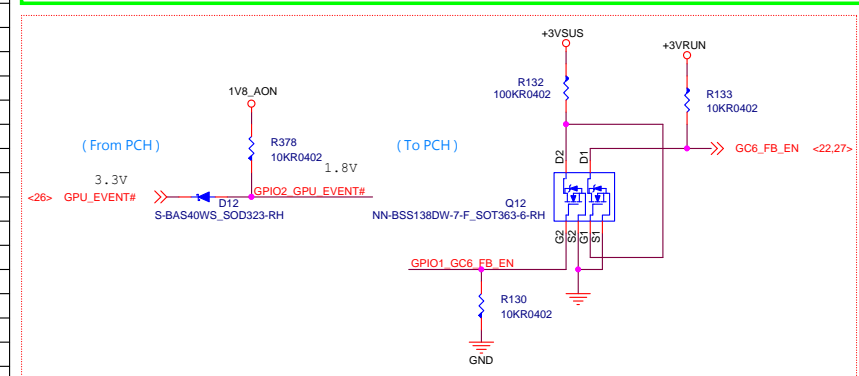 +3VSUS
+3VRUN
R132
100KR0402
1V8_AON
R133
10KR0402
( From PCH )
R378
10KR0402
( To PCH )
D2
D1
GC6_FB_EN <22,27>
1.8V
3.3V
<26> GPU_EVENT#
GPIO2_GPU_EVENT#
D12
S-BAS40WS_SOD323-RH
Q12
NN-BSS138DW-7-F_SOT363-6-RH
G2
S2
G1
S1
GPIO1_GC6_FB_EN
R130
10KR0402
GND